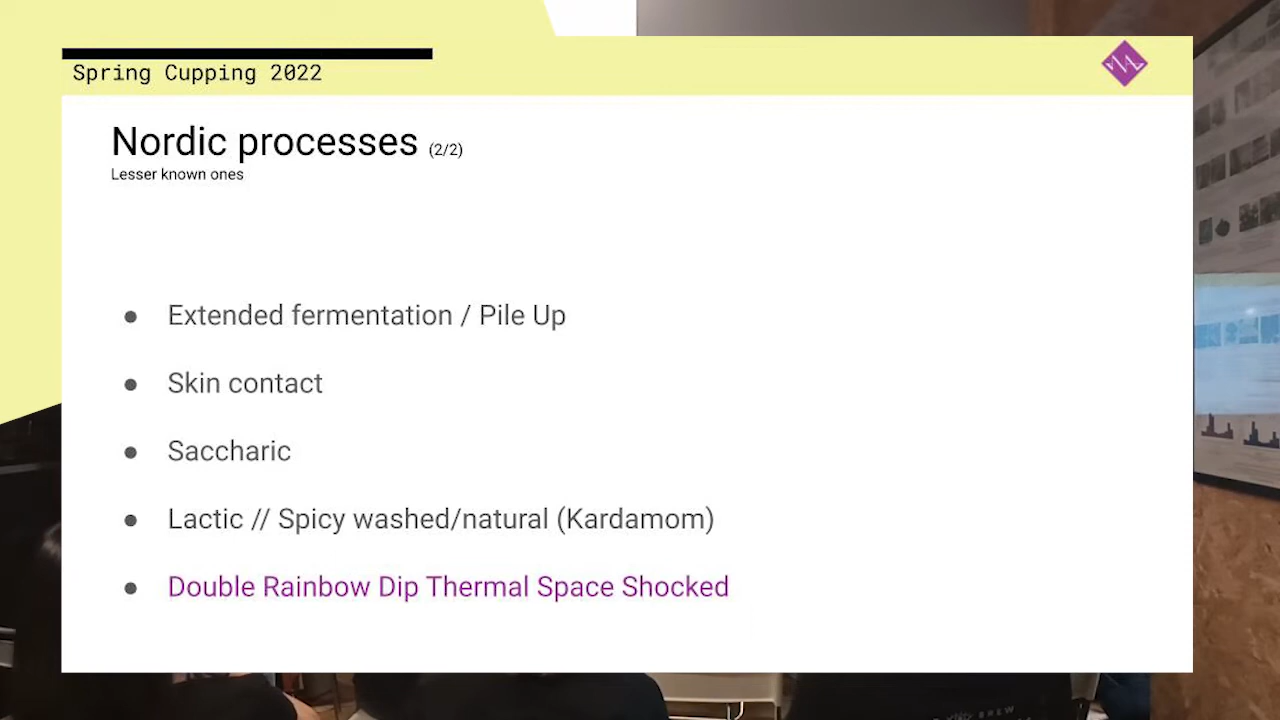 Spring Cupping 2022
Nordic processes (2/2)
Lesser known ones
Extended fermentation / Pile Up
Skin contact
Saccharic
Lactic // Spicy washed/natural (Kardamom)
Double Rainbow Dip Thermal Space Shocked
BREW